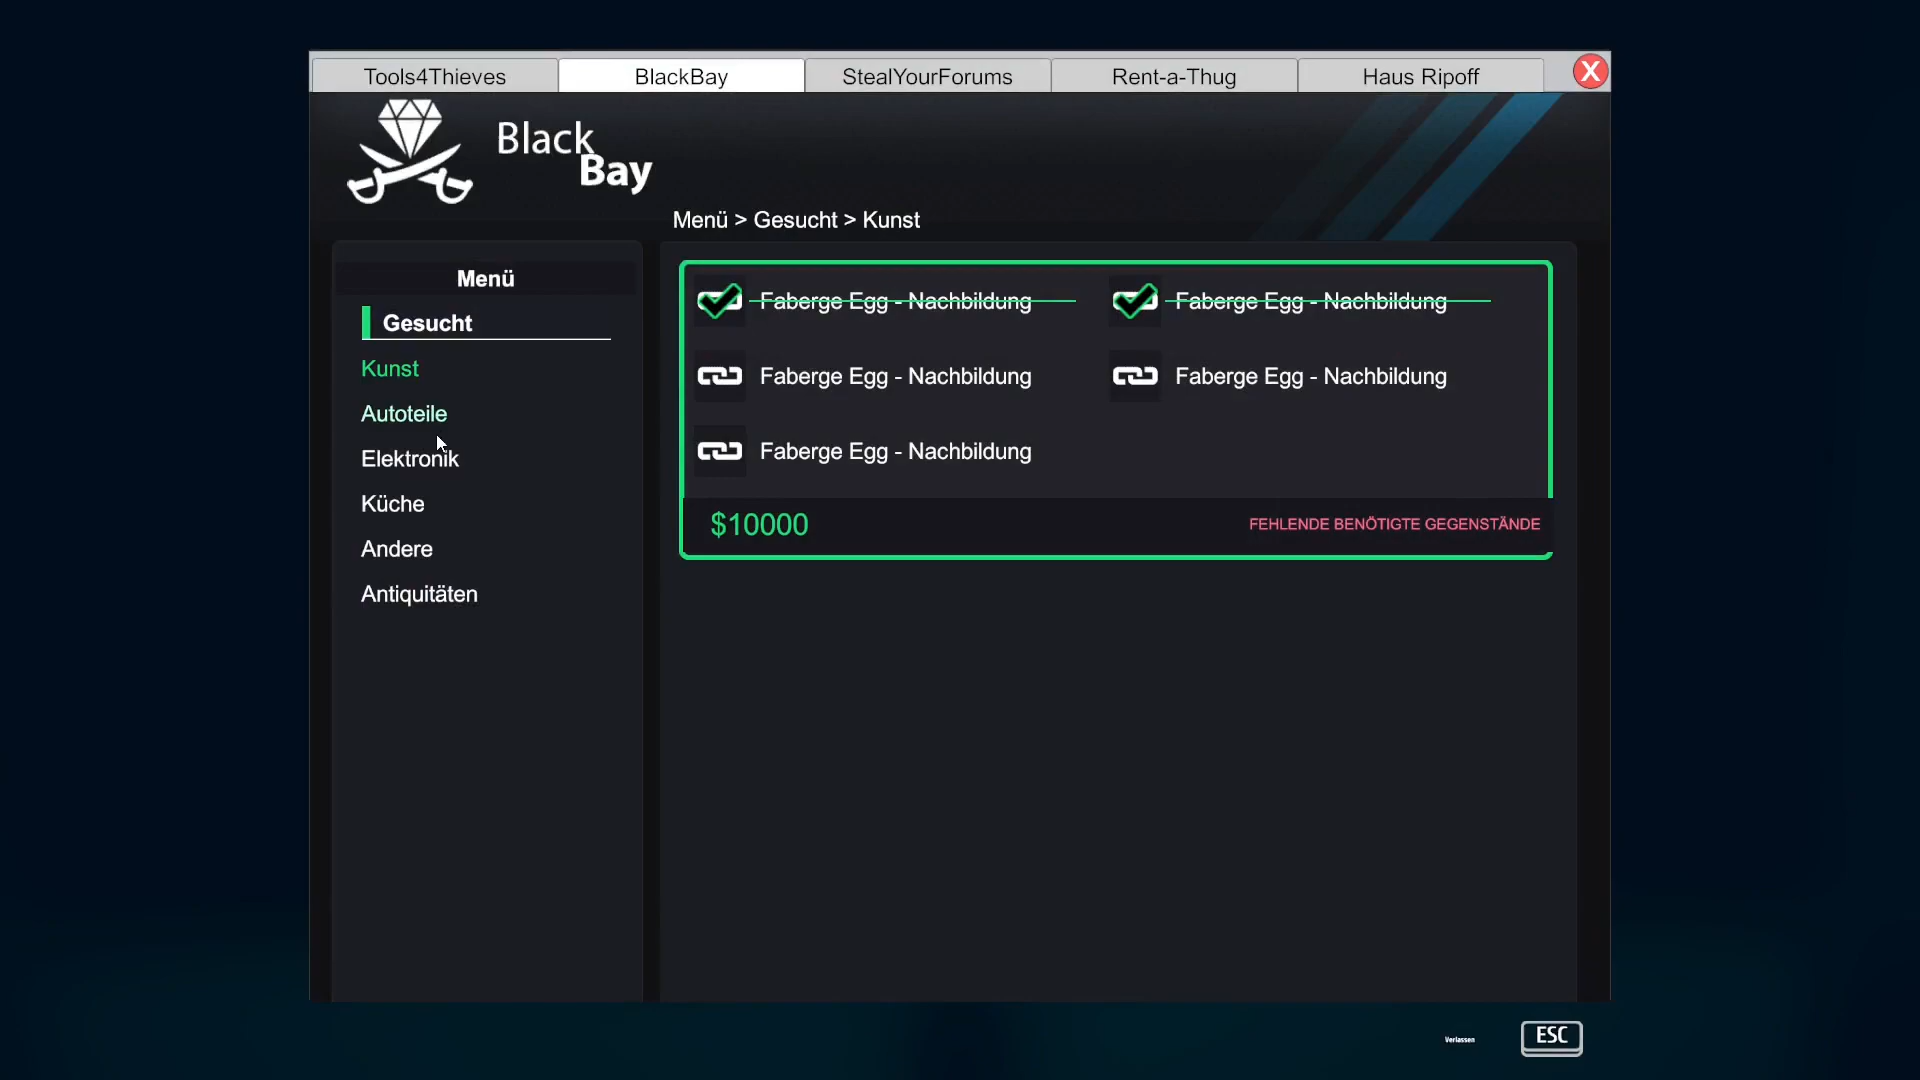 Tools4Thieves BlackBay StealYourForums Rent-a-Thug Haus Ripoff X
Black
Bay
Menü > Gesucht > Kunst
Menü
Gesucht
Kunst
Autoteile
Elektronik
Küche
Andere
Antiquitäten
Faberge Egg - Nachbildung Faberge Egg - Nachbildung
Faberge Egg - Nachbildung Faberge Egg - Nachbildung
Faberge Egg - Nachbildung
$10000 FEHLENDE BENÖTIGTE GEGENSTÄNDE
Verlassen ESC